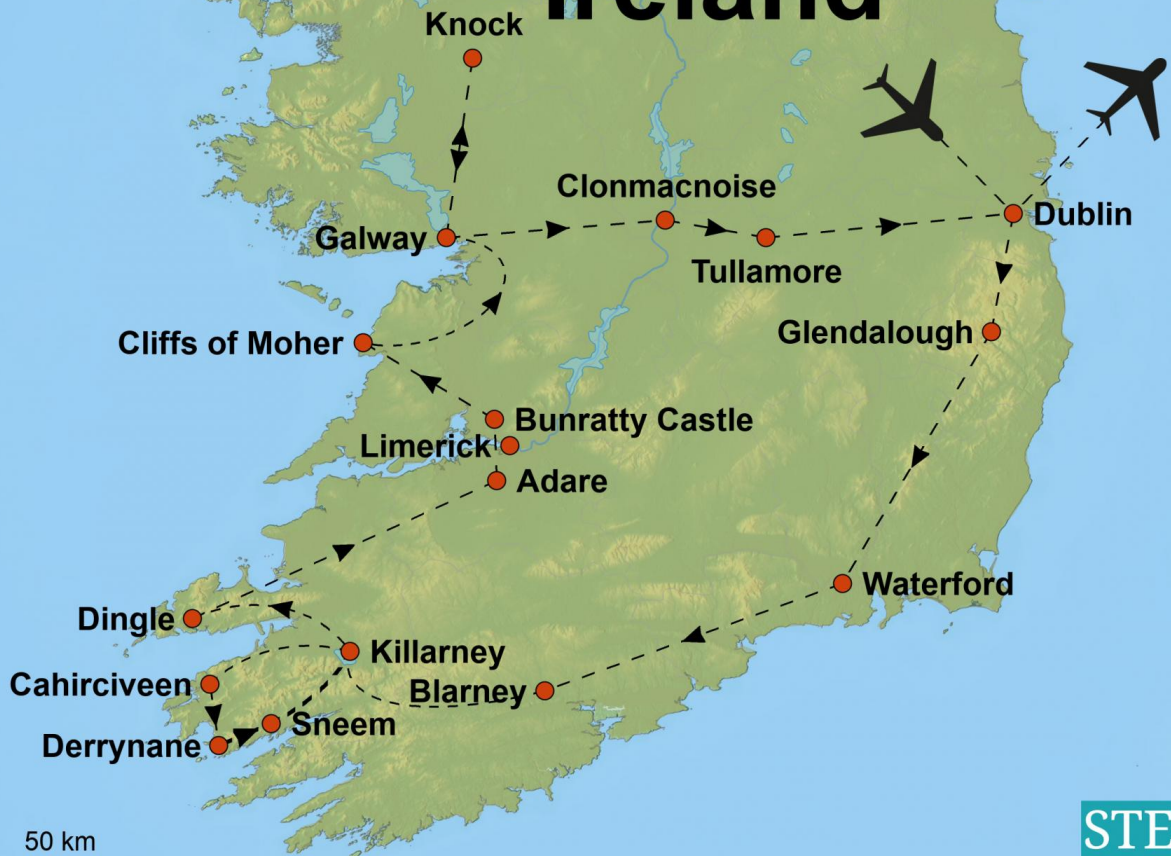 Ireland
Knock
Clonmacnoise
Galway
Dublin
Tullamore
Glendalough
Cliffs of Moher
Bunratty Castle
Limerick
Adare
Waterford
Dingle
Killarney
Cahirciveen
Blarney
Sneem
Derrynane
50 km
STE